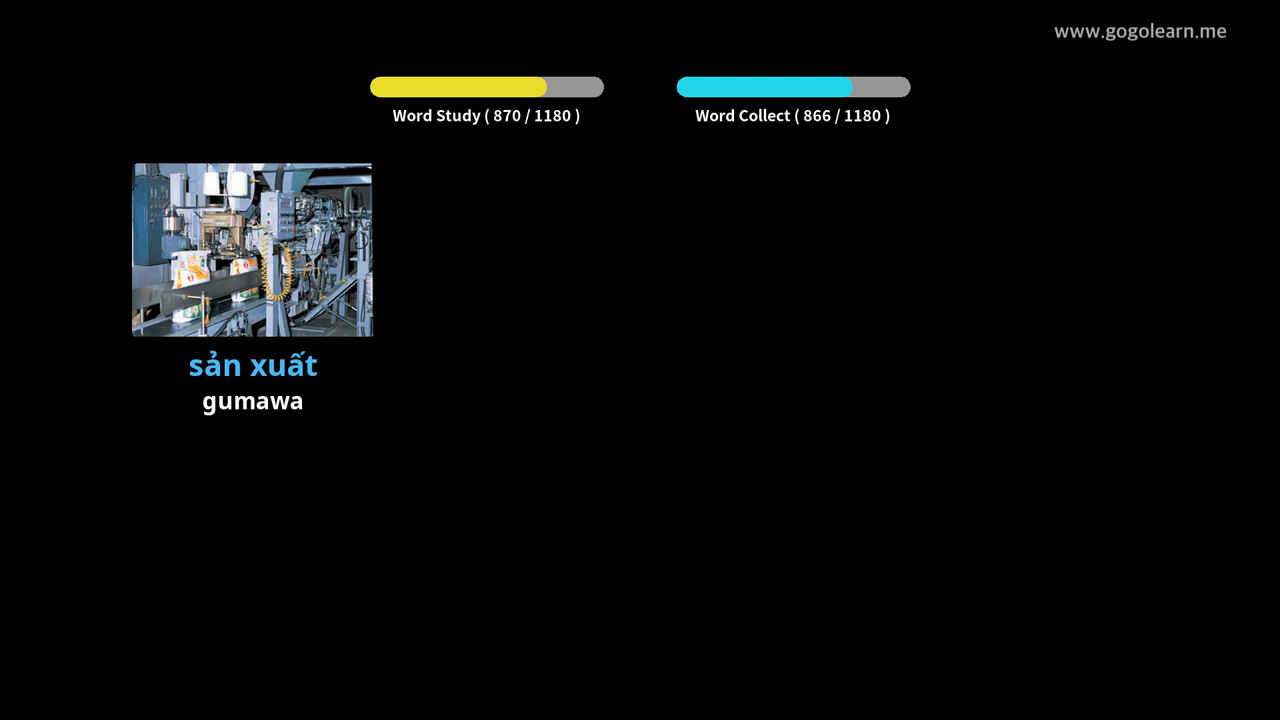 www.gogolearn.me
Word Study ( 870 / 1180 )
Word Collect ( 866 / 1180 )
sản xuất
gumawa